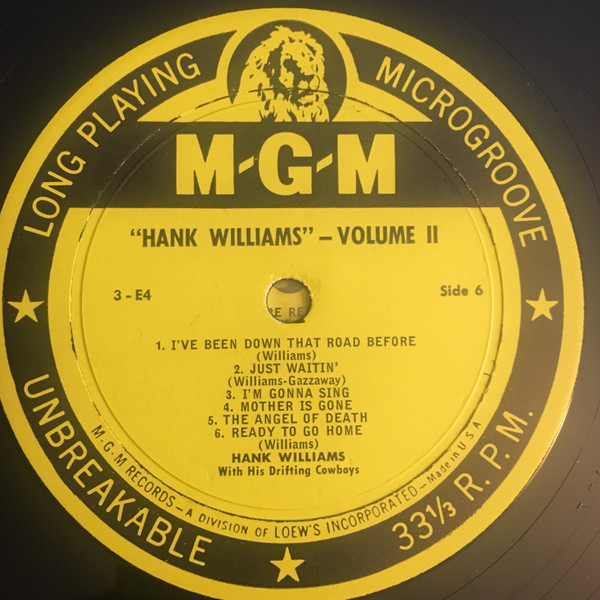 LONG PLAYING
MICROGROOVE
M-G-M
"HANK WILLIAMS" – VOLUME II
3 - E4
Side 6
RE RE
1. I'VE BEEN DOWN THAT ROAD BEFORE
(Williams)
2. JUST WAITIN'
(Williams-Gazzaway)
3. I'M GONNA SING
4. MOTHER IS GONE
5. THE ANGEL OF DEATH
6. READY TO GO HOME
(Williams)
HANK WILLIAMS
With His Drifting Cowboys
M-G-M RECORDS – A DIVISION OF LOEW'S INCORPORATED – Made in U S A
UNBREAKABLE
33⅓ R. P. M.